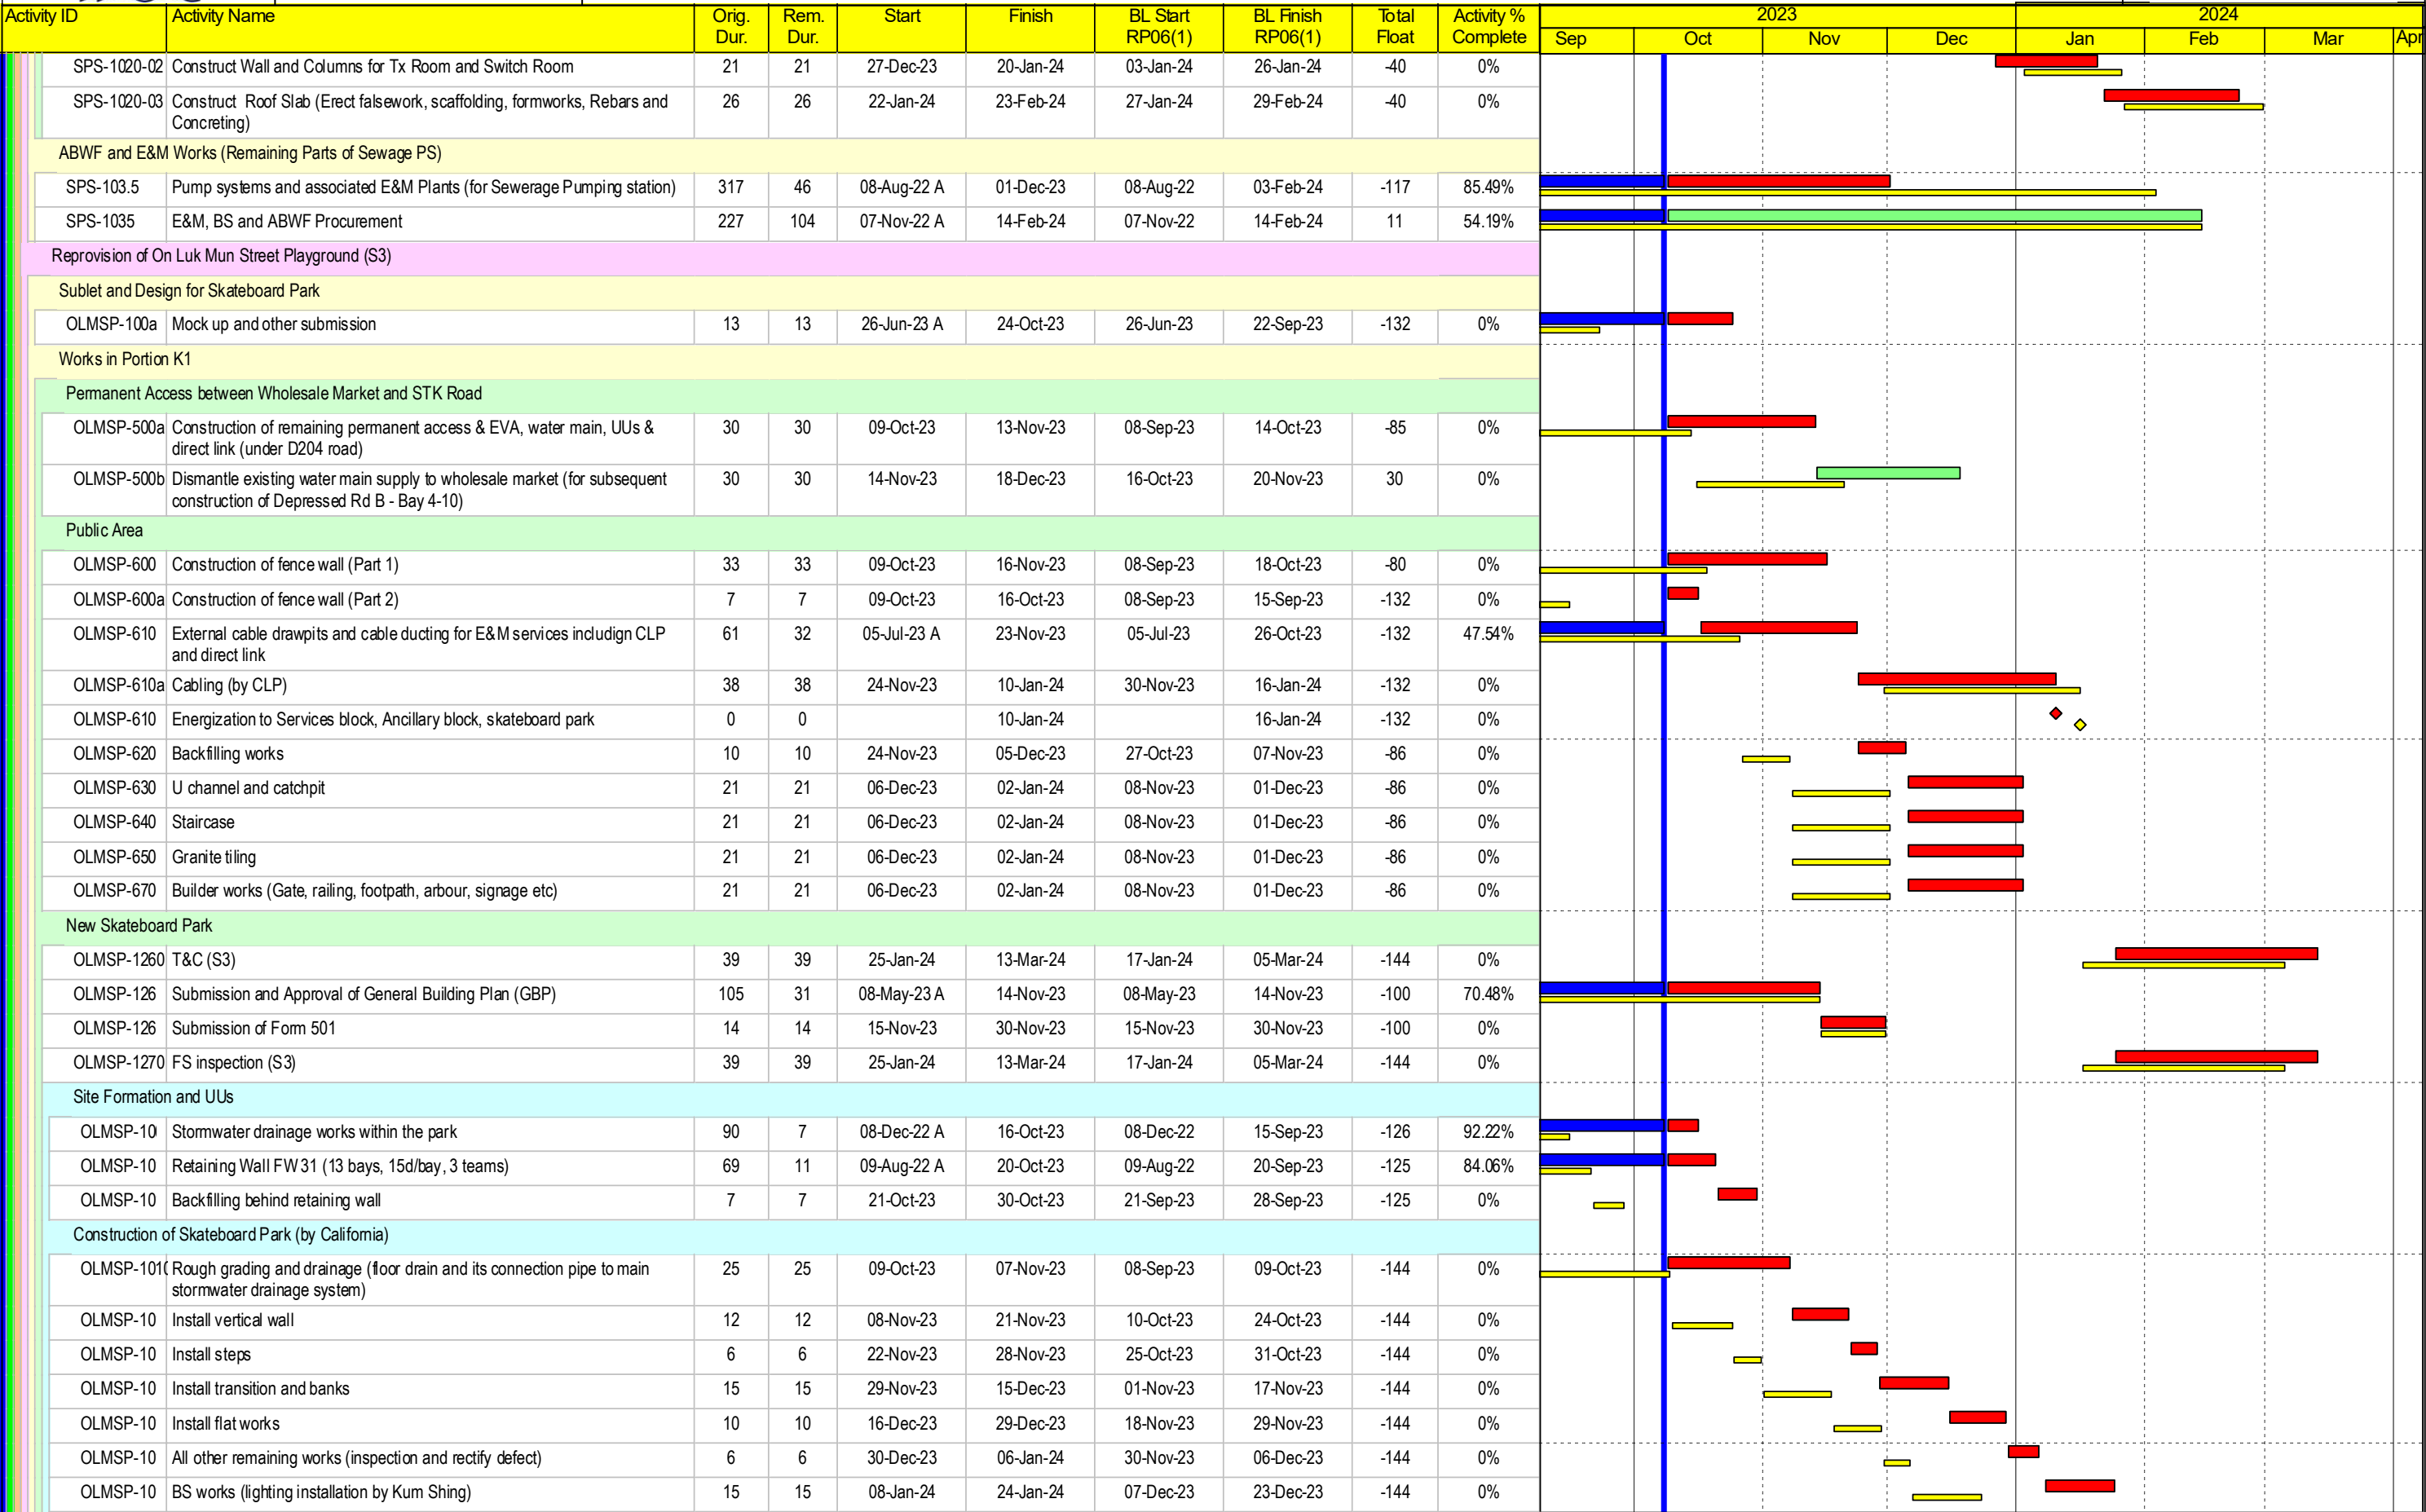 Activity ID Activity Name Orig. Dur. Rem. Dur. Start Finish BL Start RP06(1) BL Finish RP06(1) Total Float Activity % Complete 2023 2024
Sep Oct Nov Dec Jan Feb Mar Apr
SPS-1020-02 Construct Wall and Columns for Tx Room and Switch Room 21 21 27-Dec-23 20-Jan-24 03-Jan-24 26-Jan-24 -40 0%
SPS-1020-03 Construct Roof Slab (Erect falsework, scaffolding, formworks, Rebars and 26 26 22-Jan-24 23-Feb-24 27-Jan-24 29-Feb-24 -40 0%
Concreting)
ABWF and E&M Works (Remaining Parts of Sewage PS)
SPS-103.5 Pump systems and associated E&M Plants (for Sewerage Pumping station) 317 46 08-Aug-22 A 01-Dec-23 08-Aug-22 03-Feb-24 -117 85.49%
SPS-1035 E&M, BS and ABWF Procurement 227 104 07-Nov-22 A 14-Feb-24 07-Nov-22 14-Feb-24 11 54.19%
Reprovision of On Luk Mun Street Playground (S3)
Sublet and Design for Skateboard Park
OLMSP-100a Mock up and other submission 13 13 26-Jun-23 A 24-Oct-23 26-Jun-23 22-Sep-23 -132 0%
Works in Portion K1
Permanent Access between Wholesale Market and STK Road
OLMSP-500a Construction of remaining permanent access & EVA, water main, UUs & 30 30 09-Oct-23 13-Nov-23 08-Sep-23 14-Oct-23 -85 0%
direct link (under D204 road)
OLMSP-500b Dismantle existing water main supply to wholesale market (for subsequent 30 30 14-Nov-23 18-Dec-23 16-Oct-23 20-Nov-23 30 0%
construction of Depressed Rd B - Bay 4-10)
Public Area
OLMSP-600 Construction of fence wall (Part 1) 33 33 09-Oct-23 16-Nov-23 08-Sep-23 18-Oct-23 -80 0%
OLMSP-600a Construction of fence wall (Part 2) 7 7 09-Oct-23 16-Oct-23 08-Sep-23 15-Sep-23 -132 0%
OLMSP-610 External cable drawpits and cable ducting for E&M services includign CLP 61 32 05-Jul-23 A 23-Nov-23 05-Jul-23 26-Oct-23 -132 47.54%
and direct link
OLMSP-610a Cabling (by CLP) 38 38 24-Nov-23 10-Jan-24 30-Nov-23 16-Jan-24 -132 0%
OLMSP-610 Energization to Services block, Ancillary block, skateboard park 0 0 10-Jan-24 16-Jan-24 -132 0%
OLMSP-620 Backfilling works 10 10 24-Nov-23 05-Dec-23 27-Oct-23 07-Nov-23 -86 0%
OLMSP-630 U channel and catchpit 21 21 06-Dec-23 02-Jan-24 08-Nov-23 01-Dec-23 -86 0%
OLMSP-640 Staircase 21 21 06-Dec-23 02-Jan-24 08-Nov-23 01-Dec-23 -86 0%
OLMSP-650 Granite tiling 21 21 06-Dec-23 02-Jan-24 08-Nov-23 01-Dec-23 -86 0%
OLMSP-670 Builder works (Gate, railing, footpath, arbour, signage etc) 21 21 06-Dec-23 02-Jan-24 08-Nov-23 01-Dec-23 -86 0%
New Skateboard Park
OLMSP-1260 T&C (S3) 39 39 25-Jan-24 13-Mar-24 17-Jan-24 05-Mar-24 -144 0%
OLMSP-126 Submission and Approval of General Building Plan (GBP) 105 31 08-May-23 A 14-Nov-23 08-May-23 14-Nov-23 -100 70.48%
OLMSP-126 Submission of Form 501 14 14 15-Nov-23 30-Nov-23 15-Nov-23 30-Nov-23 -100 0%
OLMSP-1270 FS inspection (S3) 39 39 25-Jan-24 13-Mar-24 17-Jan-24 05-Mar-24 -144 0%
Site Formation and UUs
OLMSP-10 Stormwater drainage works within the park 90 7 08-Dec-22 A 16-Oct-23 08-Dec-22 15-Sep-23 -126 92.22%
OLMSP-10 Retaining Wall FW31 (13 bays, 15d/bay, 3 teams) 69 11 09-Aug-22 A 20-Oct-23 09-Aug-22 20-Sep-23 -125 84.06%
OLMSP-10 Backfilling behind retaining wall 7 7 21-Oct-23 30-Oct-23 21-Sep-23 28-Sep-23 -125 0%
Construction of Skateboard Park (by California)
OLMSP-1010 Rough grading and drainage (floor drain and its connection pipe to main 25 25 09-Oct-23 07-Nov-23 08-Sep-23 09-Oct-23 -144 0%
stormwater drainage system)
OLMSP-10 Install vertical wall 12 12 08-Nov-23 21-Nov-23 10-Oct-23 24-Oct-23 -144 0%
OLMSP-10 Install steps 6 6 22-Nov-23 28-Nov-23 25-Oct-23 31-Oct-23 -144 0%
OLMSP-10 Install transition and banks 15 15 29-Nov-23 15-Dec-23 01-Nov-23 17-Nov-23 -144 0%
OLMSP-10 Install flat works 10 10 16-Dec-23 29-Dec-23 18-Nov-23 29-Nov-23 -144 0%
OLMSP-10 All other remaining works (inspection and rectify defect) 6 6 30-Dec-23 06-Jan-24 30-Nov-23 06-Dec-23 -144 0%
OLMSP-10 BS works (lighting installation by Kum Shing) 15 15 08-Jan-24 24-Jan-24 07-Dec-23 23-Dec-23 -144 0%